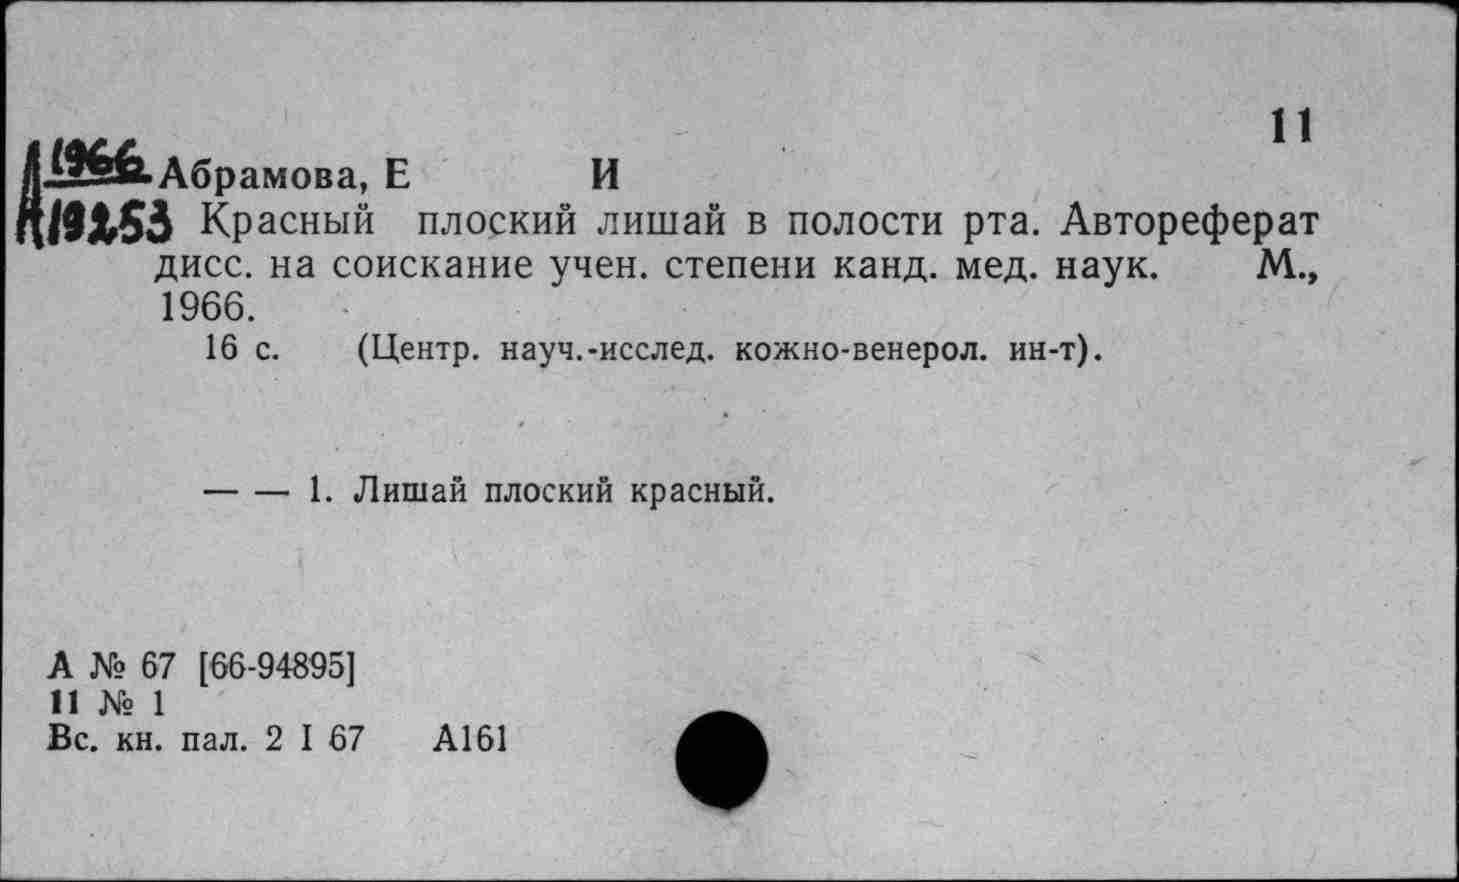 11
1966 Абрамова, Е И
Красный плоский лишай в полости рта. Автореферат
дисс. на соискание учен. степени канд. мед. наук. М.,
1966.
16 с. (Центр. науч.-исслед. кожно-венерол. ин-т).
— — 1. Лишай плоский красный.
А № 67 [66-94895]
11 № 1
Вс. кн. пал. 2 I 67 А161